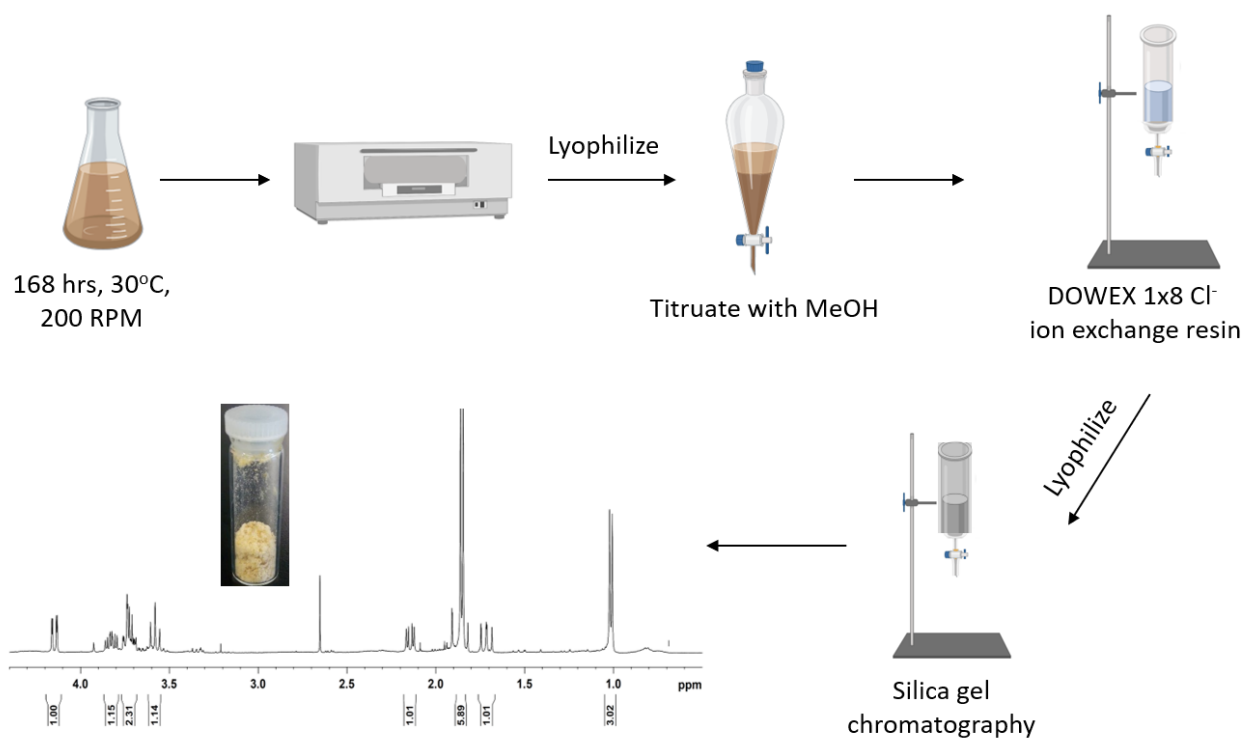 Lyophilize
168 hrs, 30°C,
200 RPM
Titruate with MeOH
DOWEX 1x8 Cl⁻
ion exchange resin
Lyophilize
4.0 3.5 3.0 2.5 2.0 1.5 1.0 ppm
1.00 1.15 2.31 1.14 1.01 5.89 1.01 3.02
Silica gel
chromatography